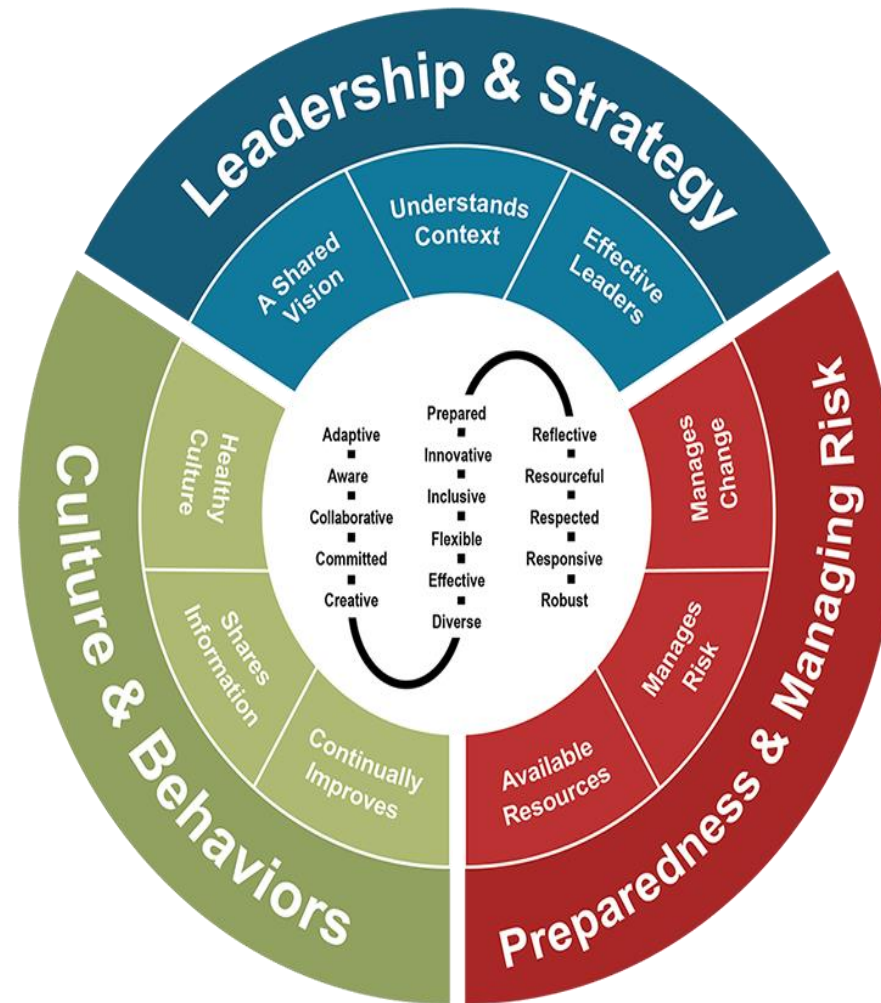 Leadership & Strategy
A Shared
Vision
Understands
Context
Effective
Leaders
Culture & Behaviors
Healthy
Culture
Shares
Information
Continually
Improves
Preparedness & Managing Risk
Manages
Change
Manages
Risk
Available
Resources
Adaptive
Aware
Collaborative
Committed
Creative
Prepared
Innovative
Inclusive
Flexible
Effective
Diverse
Reflective
Resourceful
Respected
Responsive
Robust